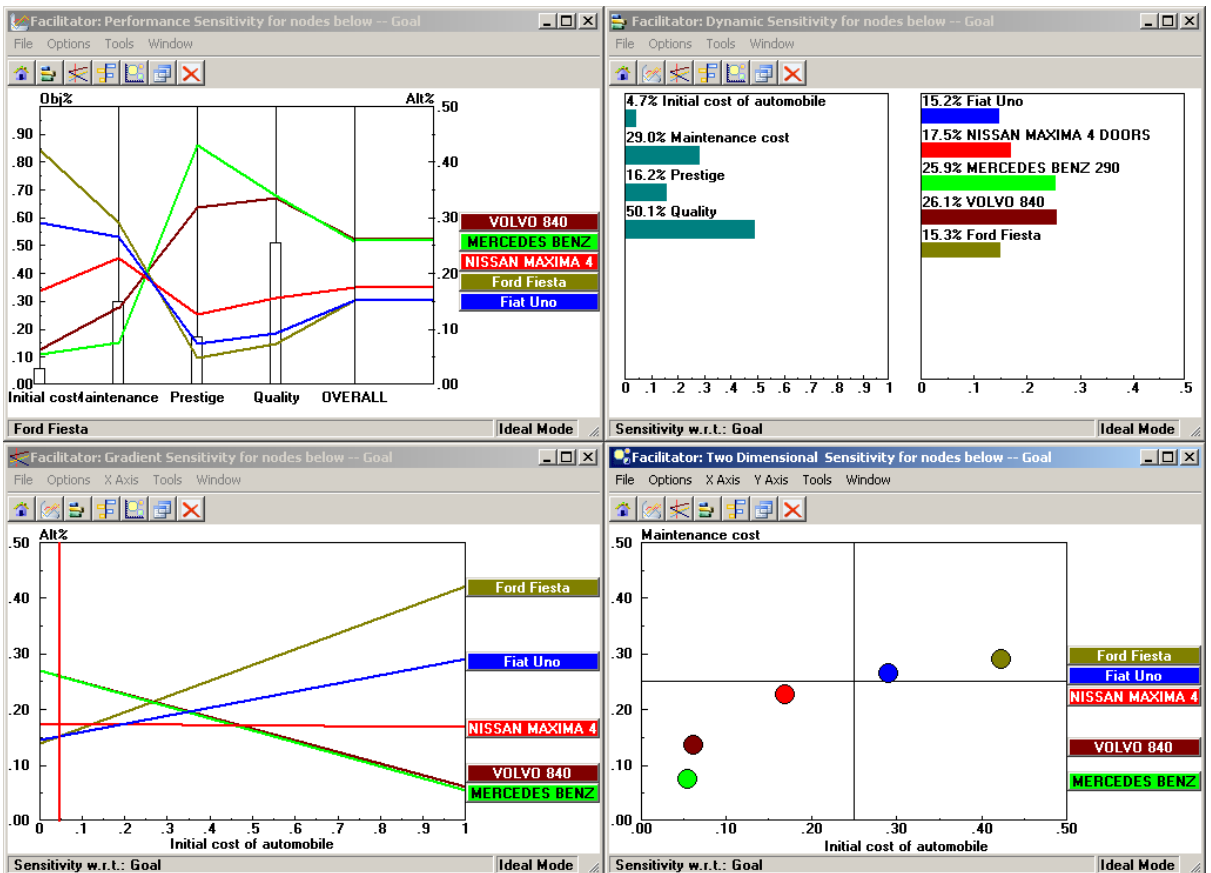 Facilitator: Performance Sensitivity for nodes below -- Goal
File Options Tools Window
Obj% Alt%
.90
.80
.70
.60
.50
.40
.30
.20
.10
.00
.50
.40
.30
.20
.10
.00
Initial cost Maintenance Prestige Quality OVERALL
VOLVO 840
MERCEDES BENZ
NISSAN MAXIMA 4
Ford Fiesta
Fiat Uno
Ford Fiesta Ideal Mode
Facilitator: Dynamic Sensitivity for nodes below -- Goal
File Options Tools Window
4.7% Initial cost of automobile
29.0% Maintenance cost
16.2% Prestige
50.1% Quality
0 .1 .2 .3 .4 .5 .6 .7 .8 .9 1
15.2% Fiat Uno
17.5% NISSAN MAXIMA 4 DOORS
25.9% MERCEDES BENZ 290
26.1% VOLVO 840
15.3% Ford Fiesta
0 .1 .2 .3 .4 .5
Sensitivity w.r.t.: Goal Ideal Mode
Facilitator: Gradient Sensitivity for nodes below -- Goal
File Options X Axis Tools Window
Alt%
.50
.40
.30
.20
.10
.00
0 .1 .2 .3 .4 .5 .6 .7 .8 .9 1
Initial cost of automobile
Ford Fiesta
Fiat Uno
NISSAN MAXIMA 4
VOLVO 840
MERCEDES BENZ
Sensitivity w.r.t.: Goal Ideal Mode
Facilitator: Two Dimensional Sensitivity for nodes below -- Goal
File Options X Axis Y Axis Tools Window
Maintenance cost
.50
.40
.30
.20
.10
.00
.00 .10 .20 .30 .40 .50
Initial cost of automobile
Ford Fiesta
Fiat Uno
NISSAN MAXIMA 4
VOLVO 840
MERCEDES BENZ
Sensitivity w.r.t.: Goal Ideal Mode